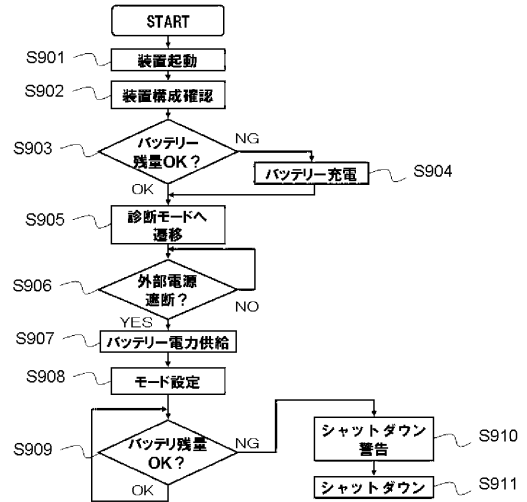 START
S901
装置起動
S902
装置構成確認
S903
バッテリー
残量OK？
NG
S904
バッテリー充電
OK
S905
診断モードへ
遷移
S906
外部電源
遮断？
NO
YES
S907
バッテリー電力供給
S908
モード設定
S909
バッテリ残量
OK？
NG
OK
シャットダウン
警告
S910
シャットダウン
S911